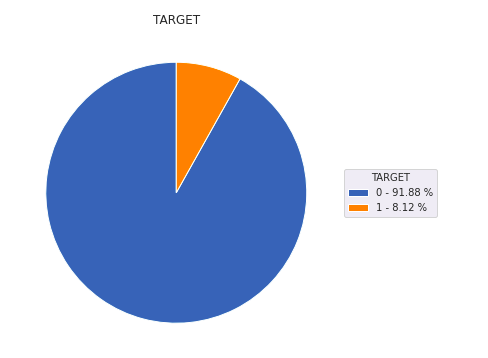 TARGET
TARGET
0 - 91.88 %
1 - 8.12 %